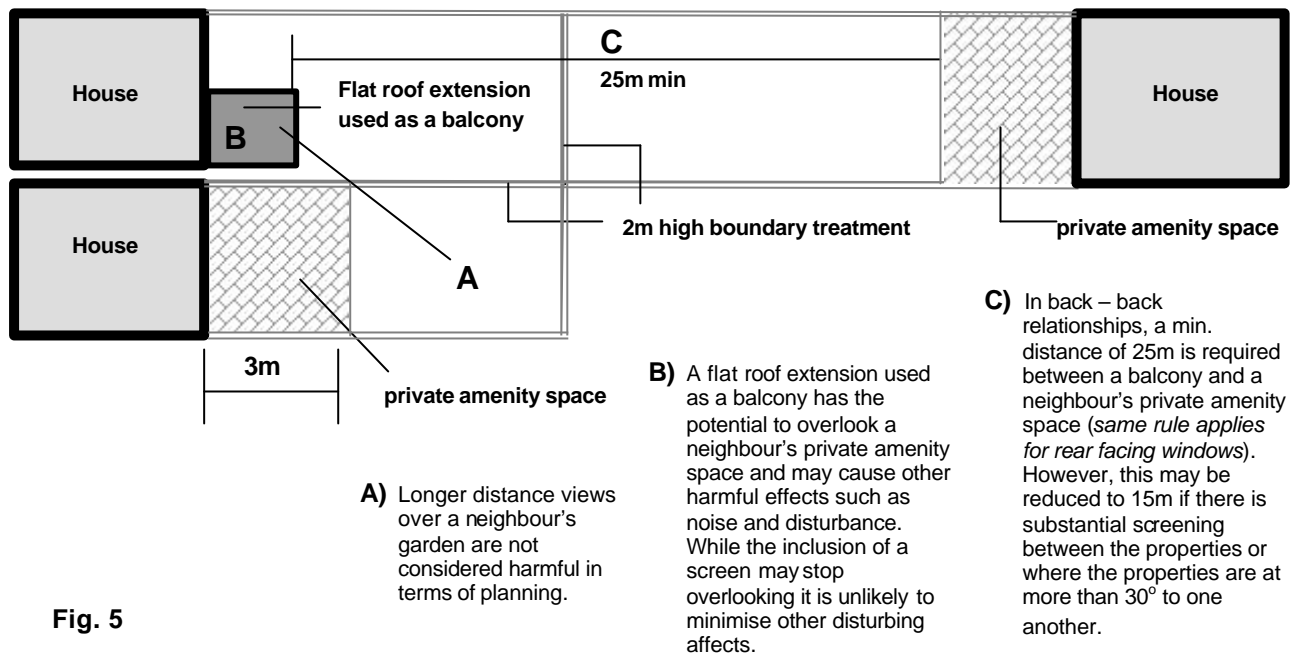 C
25m min
House
Flat roof extension
used as a balcony
House
B
House
2m high boundary treatment
private amenity space
A
3m
private amenity space
A) Longer distance views
over a neighbour's
garden are not
considered harmful in
terms of planning.
B) A flat roof extension used
as a balcony has the
potential to overlook a
neighbour's private amenity
space and may cause other
harmful effects such as
noise and disturbance.
While the inclusion of a
screen may stop
overlooking it is unlikely to
minimise other disturbing
affects.
C) In back – back
relationships, a min.
distance of 25m is required
between a balcony and a
neighbour's private amenity
space (same rule applies
for rear facing windows).
However, this may be
reduced to 15m if there is
substantial screening
between the properties or
where the properties are at
more than 30° to one
another.
Fig. 5